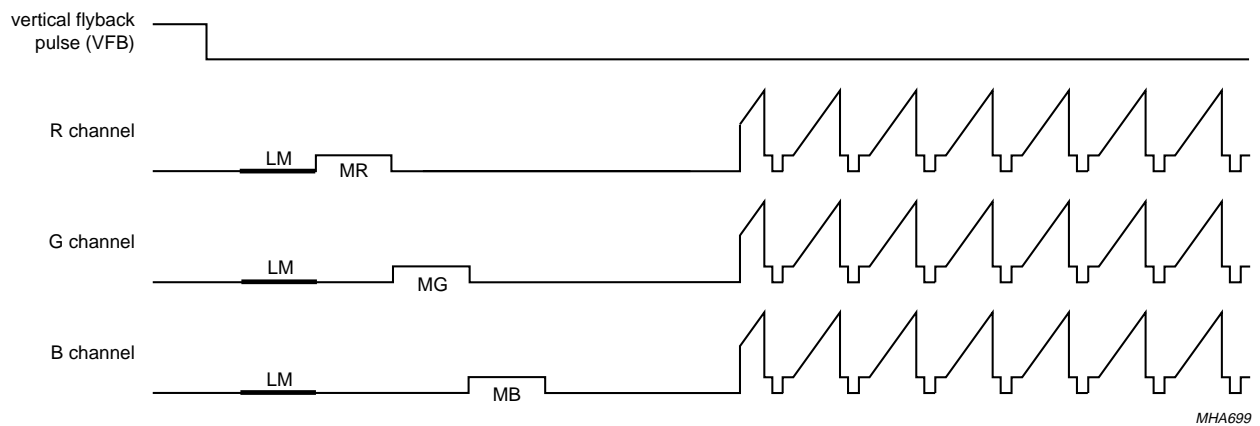 vertical flyback
pulse (VFB)
R channel
LM
MR
G channel
LM
MG
B channel
LM
MB
MHA699